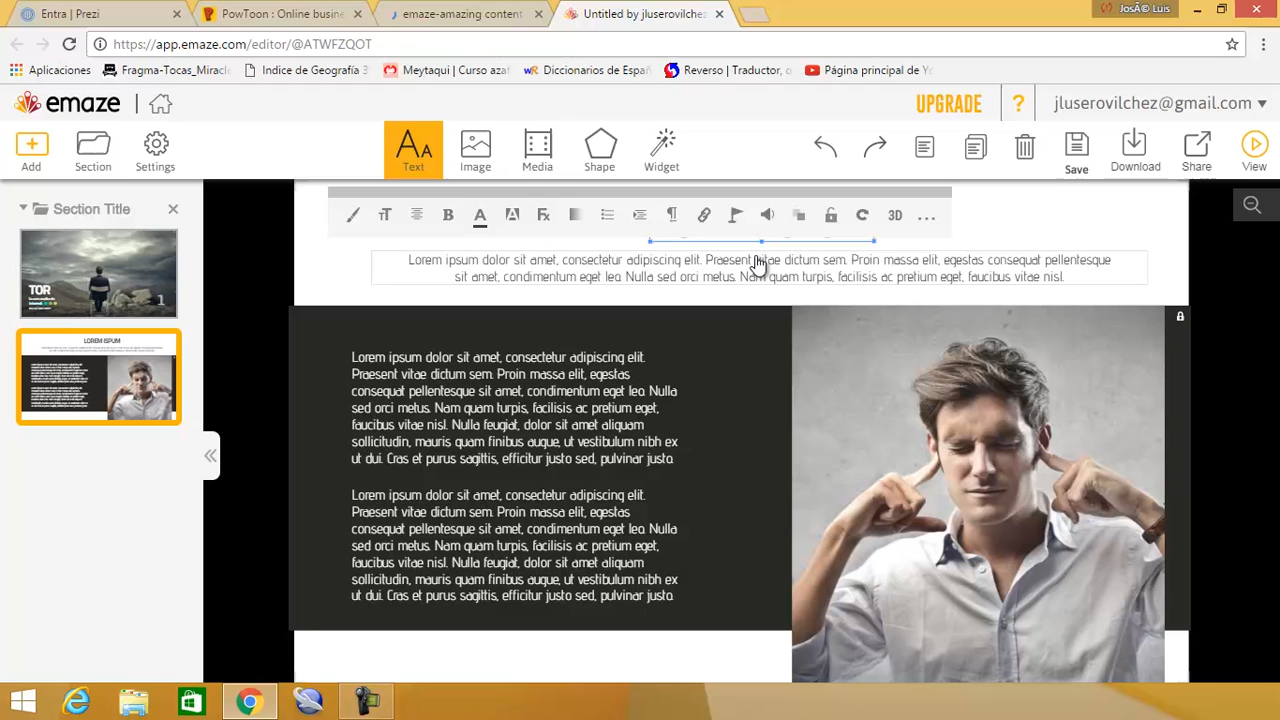 Entra | Prezi
PowToon : Online busine
emaze-amazing content
Untitled by jluserovilchez
JosÃ© Luis
https://app.emaze.com/editor/@ATWFZQOT
Aplicaciones
Fragma-Tocas_Miracle
Indice de Geografía 3
Meytaqui / Curso azaf
wR Diccionarios de Españ
Reverso | Traductor, o
Página principal de Yo
emaze
UPGRADE
?
jluserovilchez@gmail.com
Add
Section
Settings
Text
Image
Media
Shape
Widget
Save
Download
Share
View
Section Title
TOR
1
LOREM ISPUM
3D
Lorem ipsum dolor sit amet, consectetur adipiscing elit. Praesent vitae dictum sem. Proin massa elit, egestas consequat pellentesque
sit amet, condimentum eget leo. Nulla sed orci metus. Nam quam turpis, facilisis ac pretium eget, faucibus vitae nisl.
Lorem ipsum dolor sit amet, consectetur adipiscing elit.
Praesent vitae dictum sem. Proin massa elit, egestas
consequat pellentesque sit amet, condimentum eget leo. Nulla
sed orci metus. Nam quam turpis, facilisis ac pretium eget,
faucibus vitae nisl. Nulla feugiat, dolor sit amet aliquam
sollicitudin, mauris quam finibus augue, ut vestibulum nibh ex
ut dui. Cras et purus sagittis, efficitur justo sed, pulvinar justo.
Lorem ipsum dolor sit amet, consectetur adipiscing elit.
Praesent vitae dictum sem. Proin massa elit, egestas
consequat pellentesque sit amet, condimentum eget leo. Nulla
sed orci metus. Nam quam turpis, facilisis ac pretium eget,
faucibus vitae nisl. Nulla feugiat, dolor sit amet aliquam
sollicitudin, mauris quam finibus augue, ut vestibulum nibh ex
ut dui. Cras et purus sagittis, efficitur justo sed, pulvinar justo.